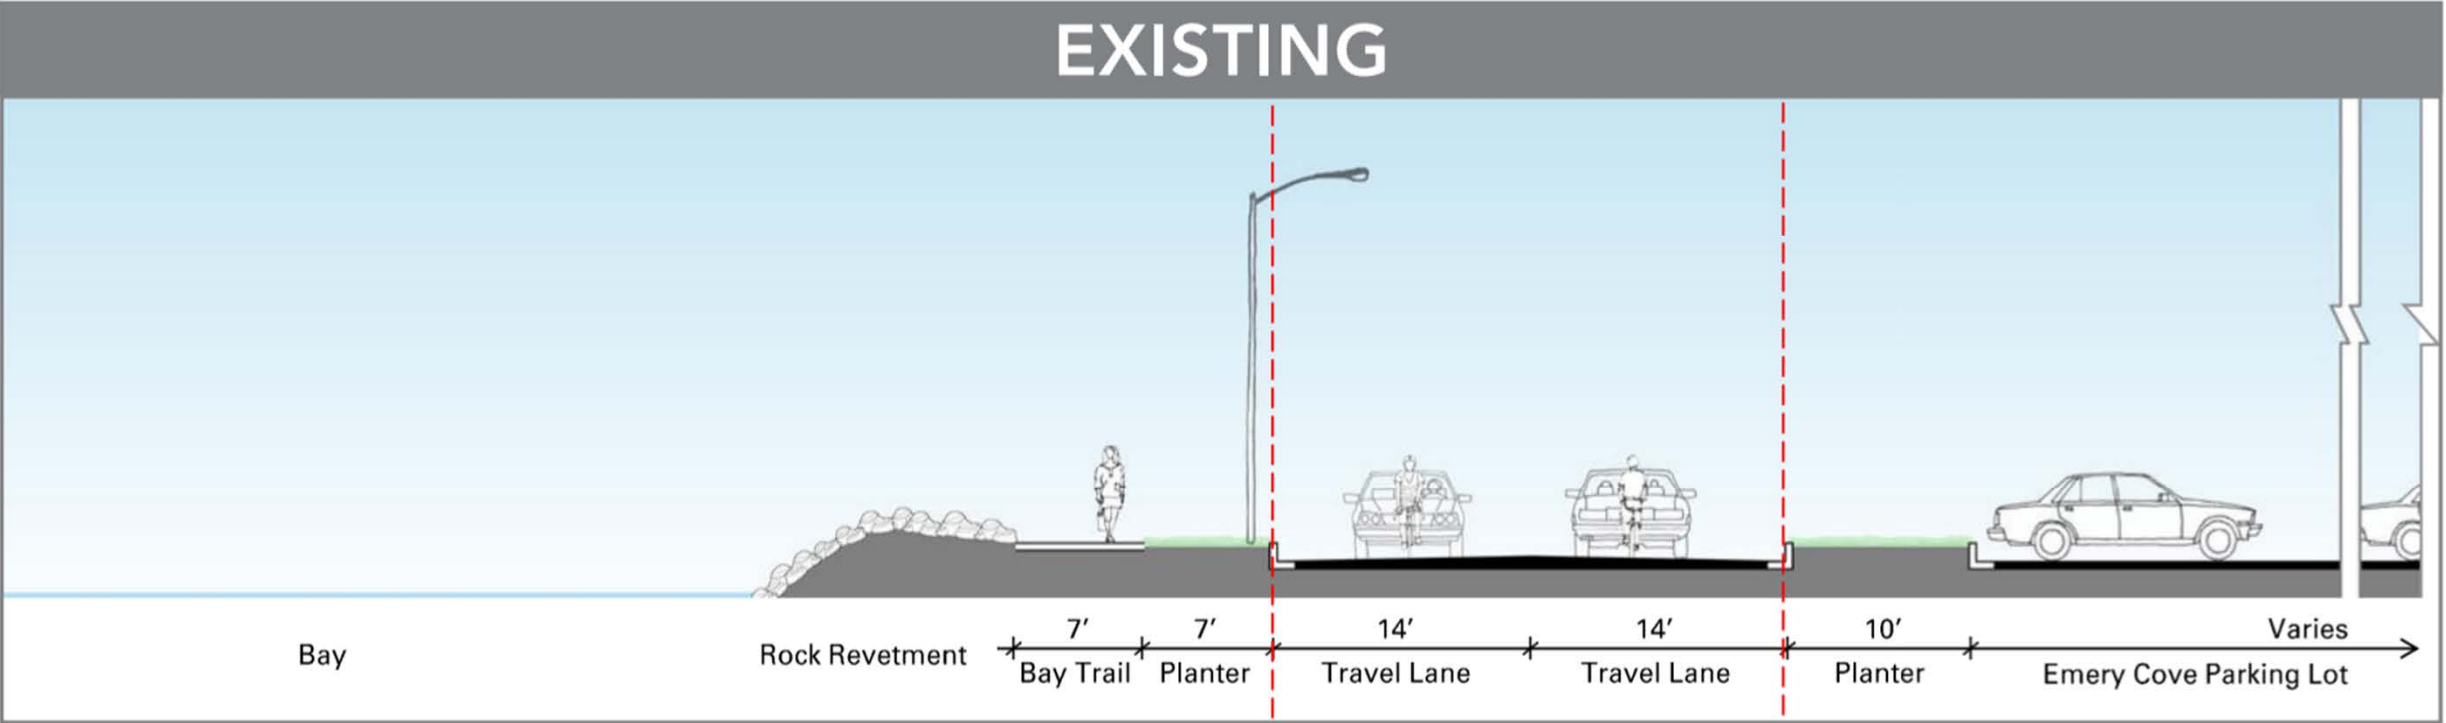 EXISTING
7′ 7′ 14′ 14′ 10′ Varies
Bay Rock Revetment Bay Trail Planter Travel Lane Travel Lane Planter Emery Cove Parking Lot